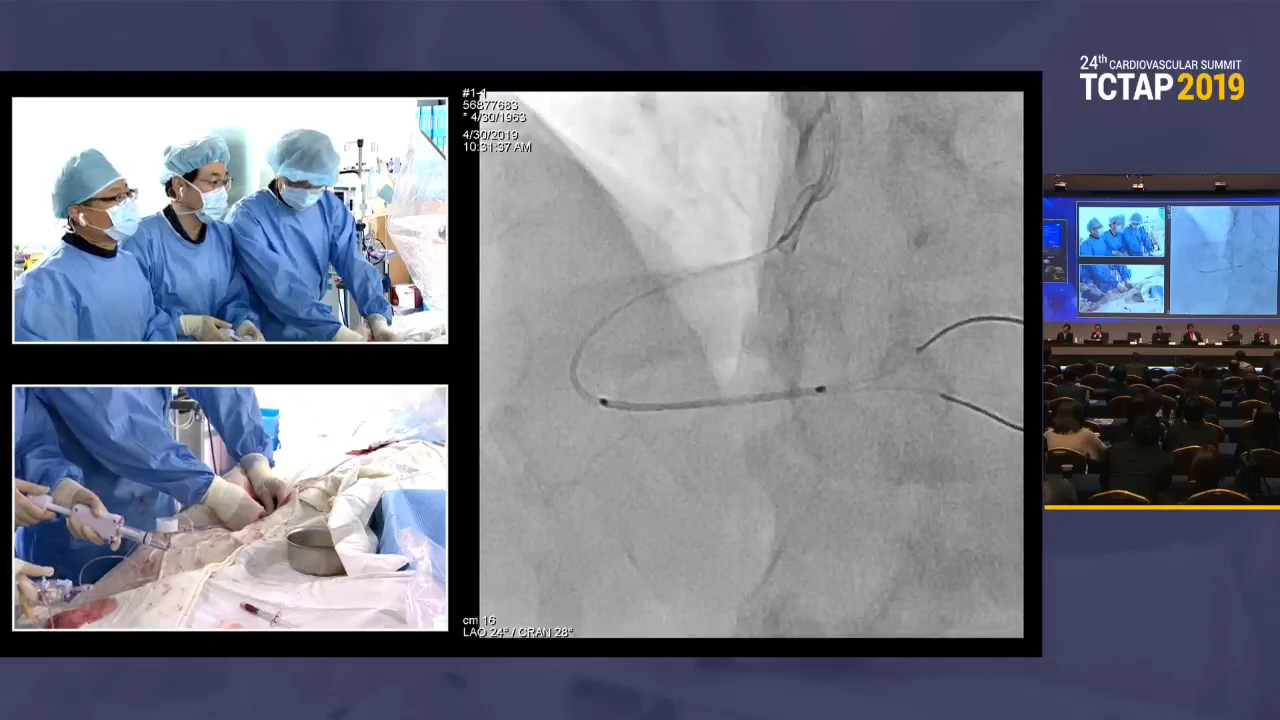 24th CARDIOVASCULAR SUMMIT
TCTAP 2019
#1-1
56877683
* 4/30/1963
4/30/2019
10:31:37 AM
cm 16
LAO 24° / CRAN 28°